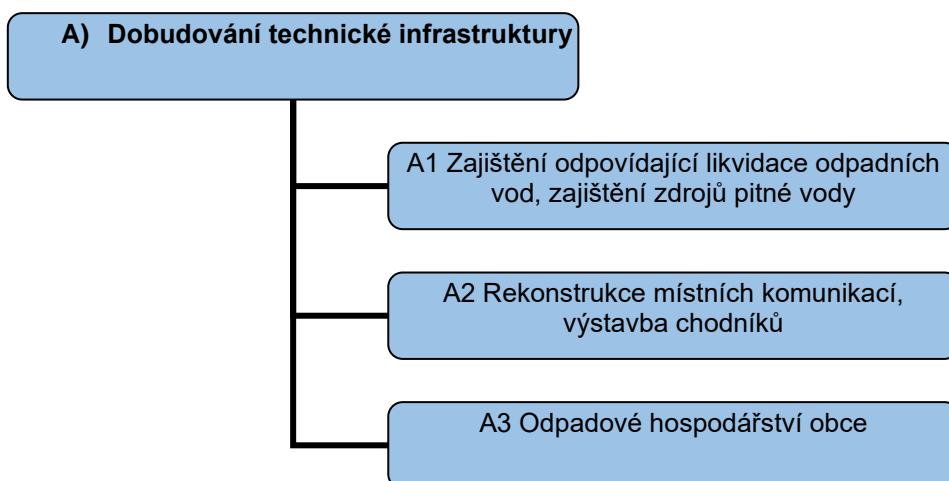 A) Dobudování technické infrastruktury
A1 Zajištění odpovídající likvidace odpadních
vod, zajištění zdrojů pitné vody
A2 Rekonstrukce místních komunikací,
výstavba chodníků
A3 Odpadové hospodářství obce